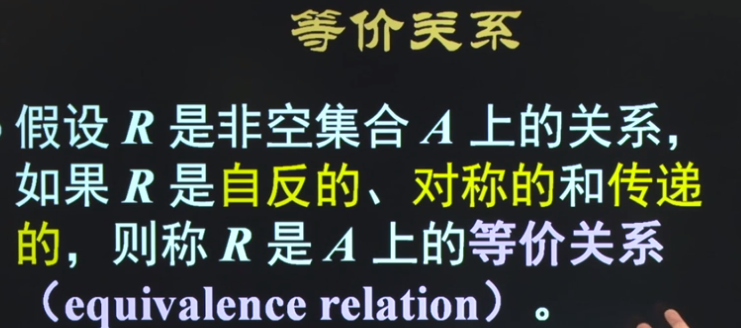 等价关系
假设 R 是非空集合 A 上的关系，
如果 R 是自反的、对称的和传递
的，则称 R 是 A 上的等价关系
（equivalence relation）。